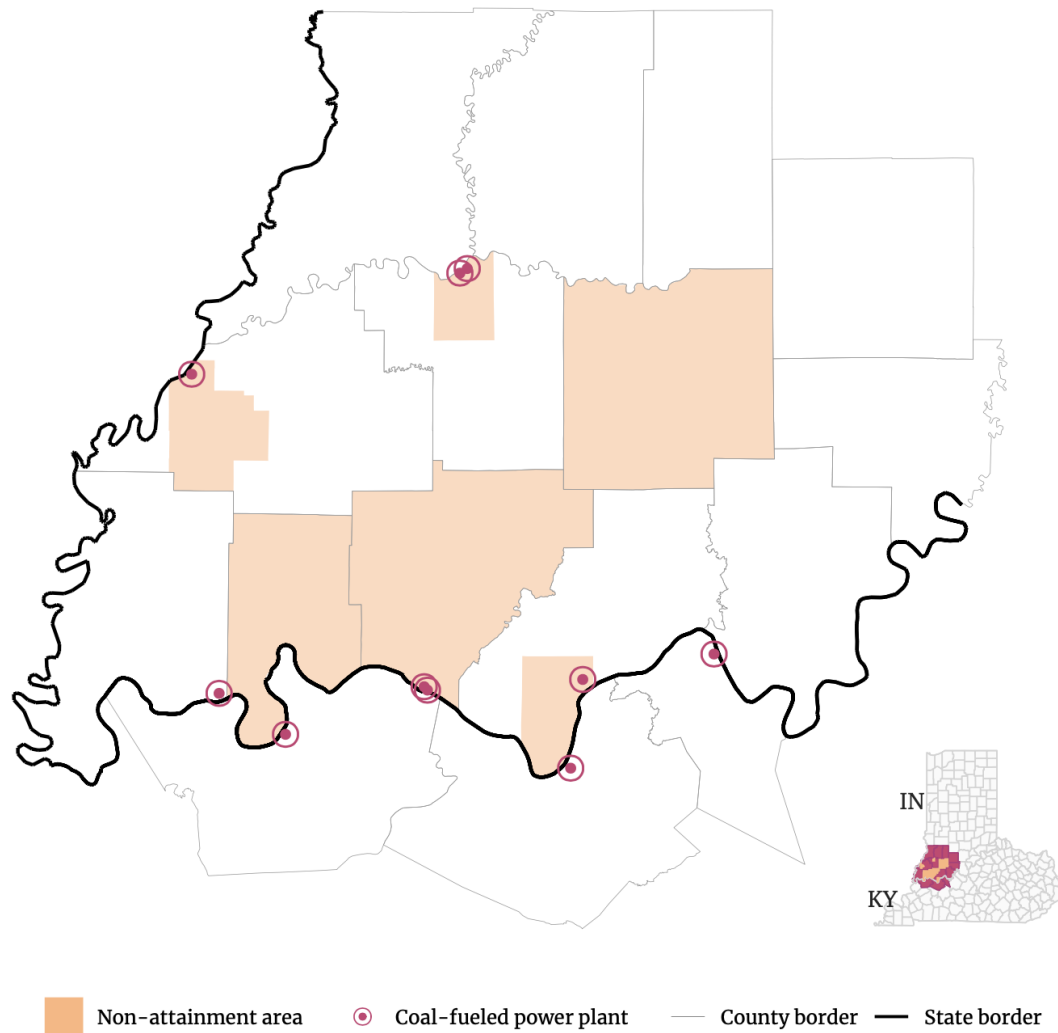 IN
KY
Non-attainment area
Coal-fueled power plant
County border
State border